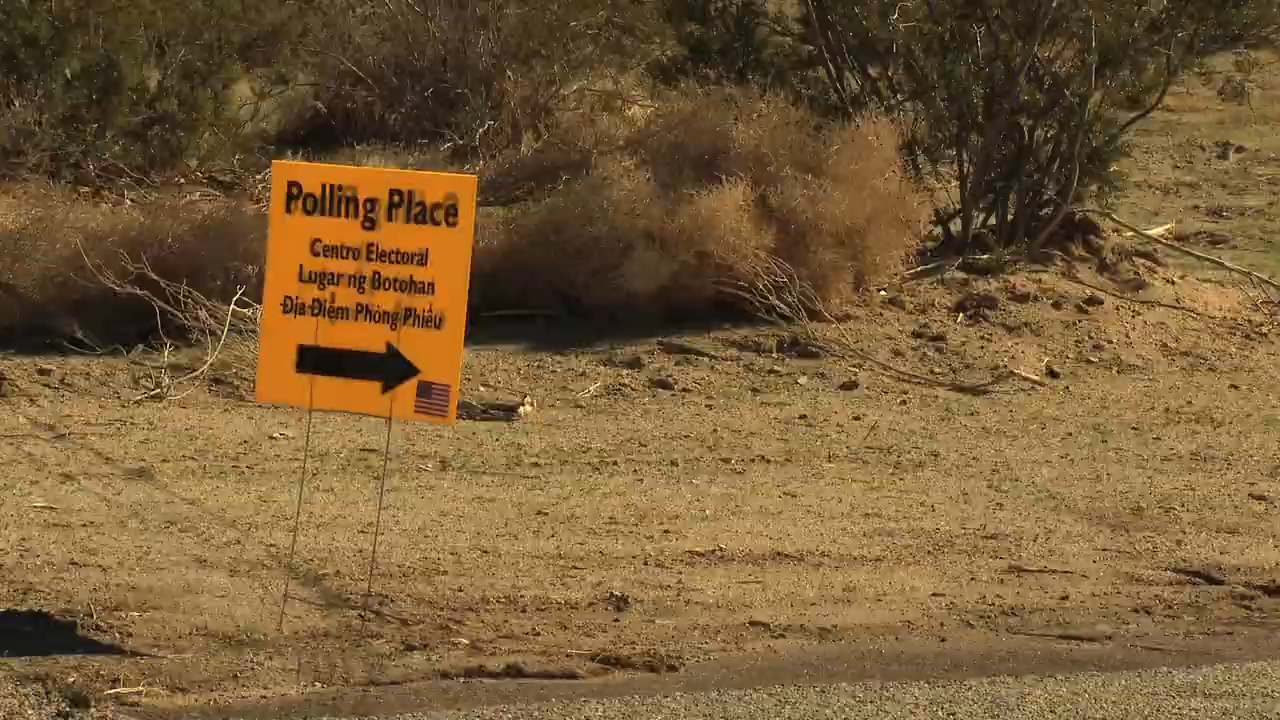 Polling Place
Centro Electoral
Lugar ng Botohan
Địa Điểm Phòng Phiếu